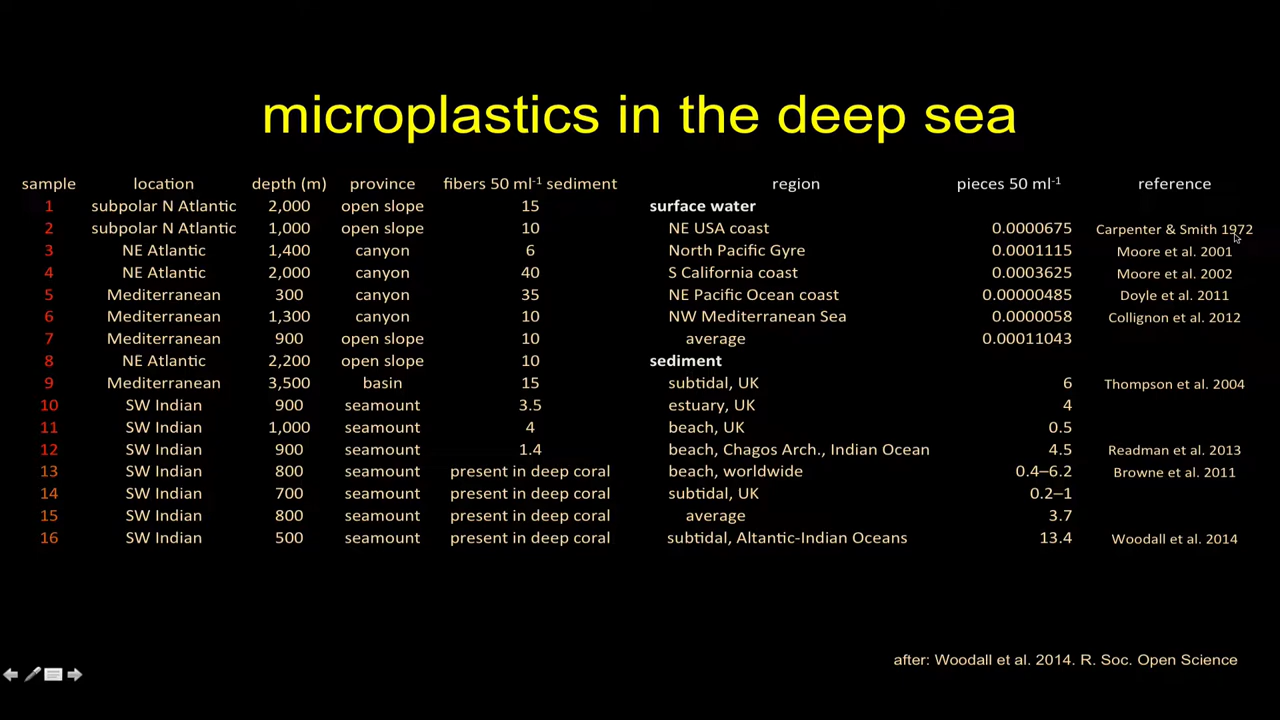 microplastics in the deep sea
sample location depth (m) province fibers 50 ml-1 sediment
1 subpolar N Atlantic 2,000 open slope 15
2 subpolar N Atlantic 1,000 open slope 10
3 NE Atlantic 1,400 canyon 6
4 NE Atlantic 2,000 canyon 40
5 Mediterranean 300 canyon 35
6 Mediterranean 1,300 canyon 10
7 Mediterranean 900 open slope 10
8 NE Atlantic 2,200 open slope 10
9 Mediterranean 3,500 basin 15
10 SW Indian 900 seamount 3.5
11 SW Indian 1,000 seamount 4
12 SW Indian 900 seamount 1.4
13 SW Indian 800 seamount present in deep coral
14 SW Indian 700 seamount present in deep coral
15 SW Indian 800 seamount present in deep coral
16 SW Indian 500 seamount present in deep coral
region pieces 50 ml-1 reference
surface water
NE USA coast 0.0000675 Carpenter & Smith 1972
North Pacific Gyre 0.0001115 Moore et al. 2001
S California coast 0.0003625 Moore et al. 2002
NE Pacific Ocean coast 0.00000485 Doyle et al. 2011
NW Mediterranean Sea 0.0000058 Collignon et al. 2012
average 0.00011043
sediment
subtidal, UK 6 Thompson et al. 2004
estuary, UK 4
beach, UK 0.5
beach, Chagos Arch., Indian Ocean 4.5 Readman et al. 2013
beach, worldwide 0.4–6.2 Browne et al. 2011
subtidal, UK 0.2–1
average 3.7
subtidal, Altantic-Indian Oceans 13.4 Woodall et al. 2014
after: Woodall et al. 2014. R. Soc. Open Science